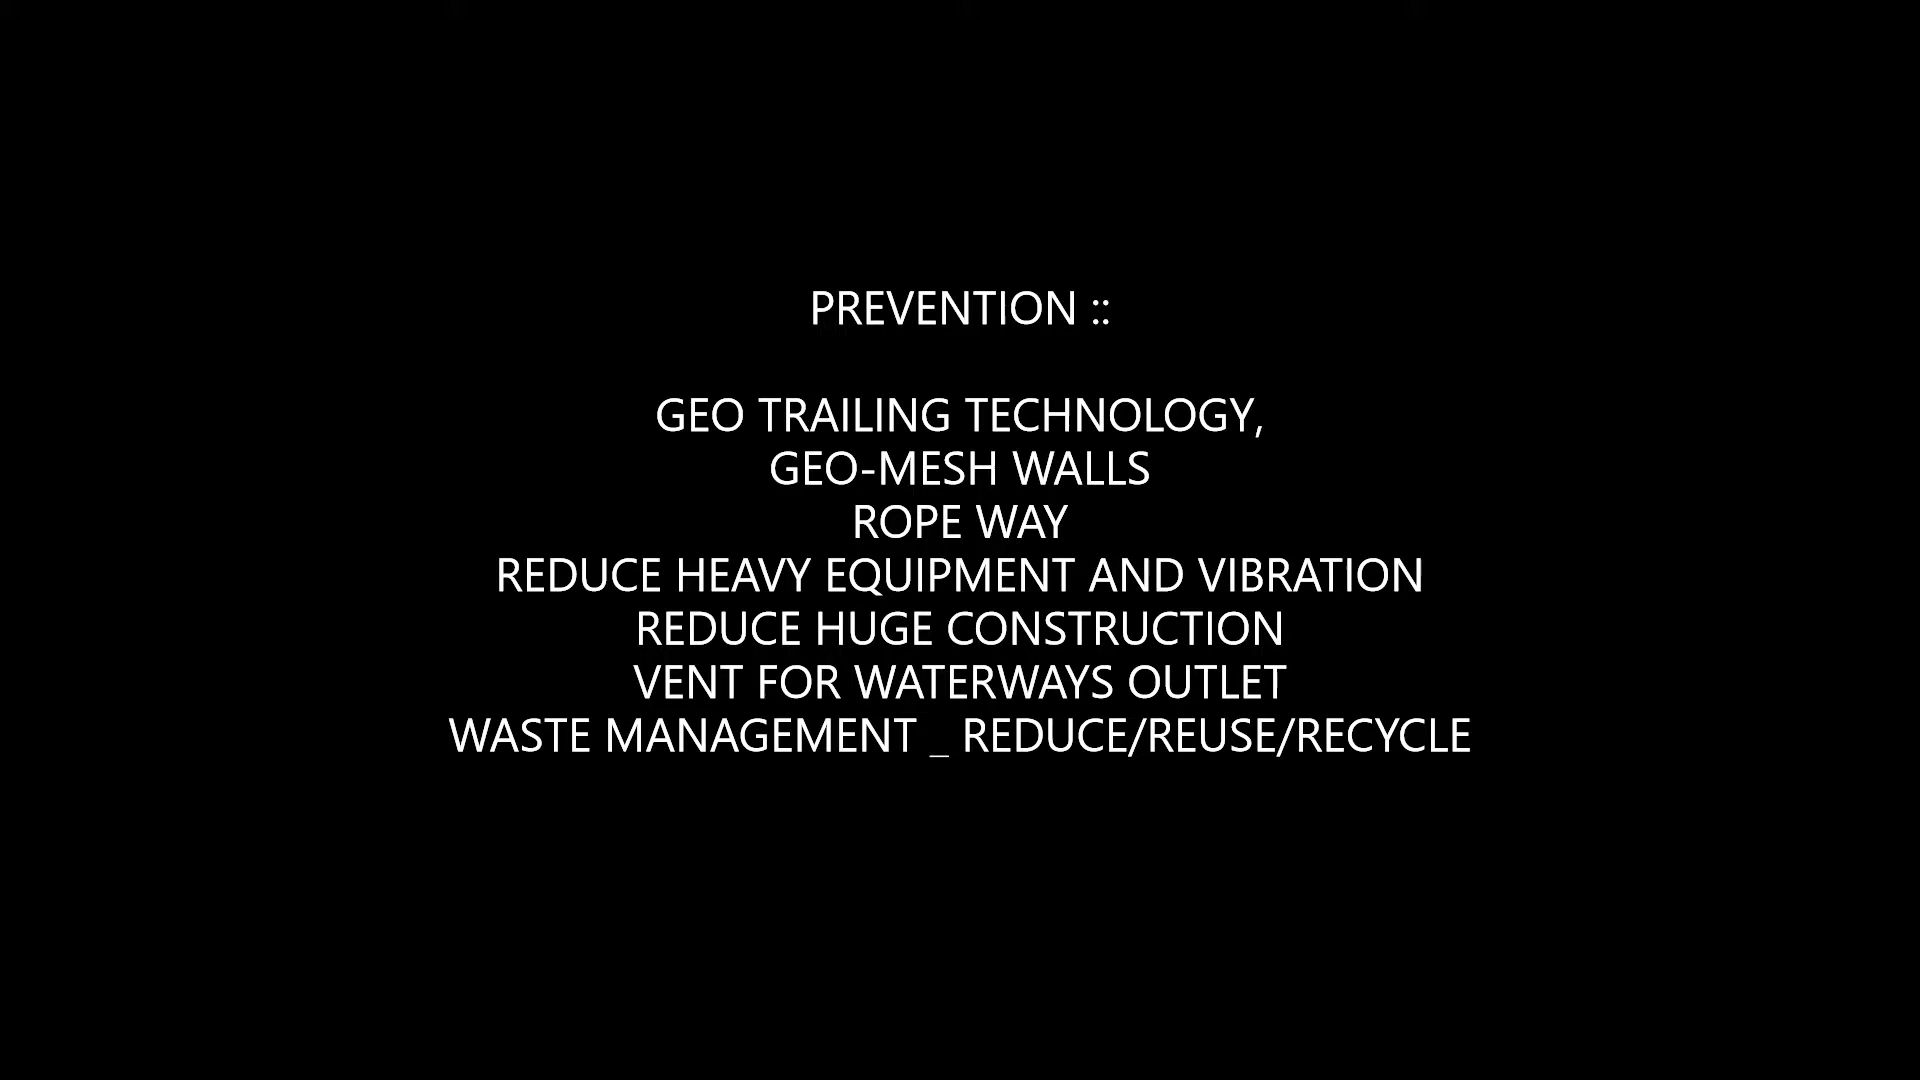 PREVENTION ::
GEO TRAILING TECHNOLOGY,
GEO-MESH WALLS
ROPE WAY
REDUCE HEAVY EQUIPMENT AND VIBRATION
REDUCE HUGE CONSTRUCTION
VENT FOR WATERWAYS OUTLET
WASTE MANAGEMENT _ REDUCE/REUSE/RECYCLE